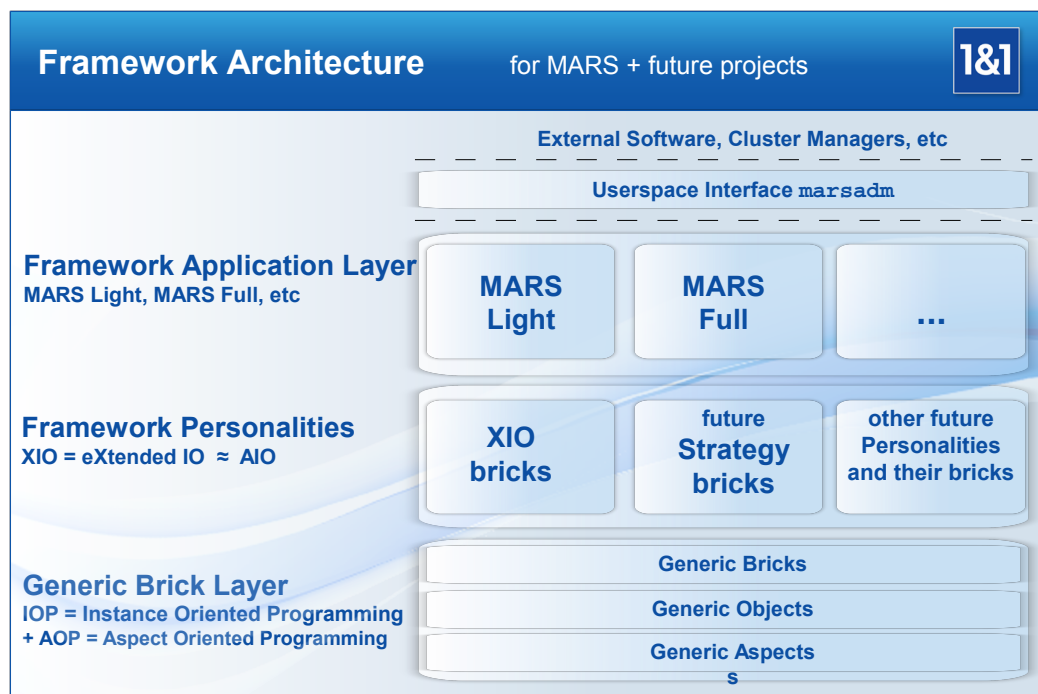 Framework Architecture for MARS + future projects
1&1
External Software, Cluster Managers, etc
Userspace Interface marsadm
Framework Application Layer
MARS Light, MARS Full, etc
MARS
Light
MARS
Full
...
Framework Personalities
XIO = eXtended IO ≈ AIO
XIO
bricks
future
Strategy
bricks
other future
Personalities
and their bricks
Generic Brick Layer
IOP = Instance Oriented Programming
+ AOP = Aspect Oriented Programming
Generic Bricks
Generic Objects
Generic Aspects
s